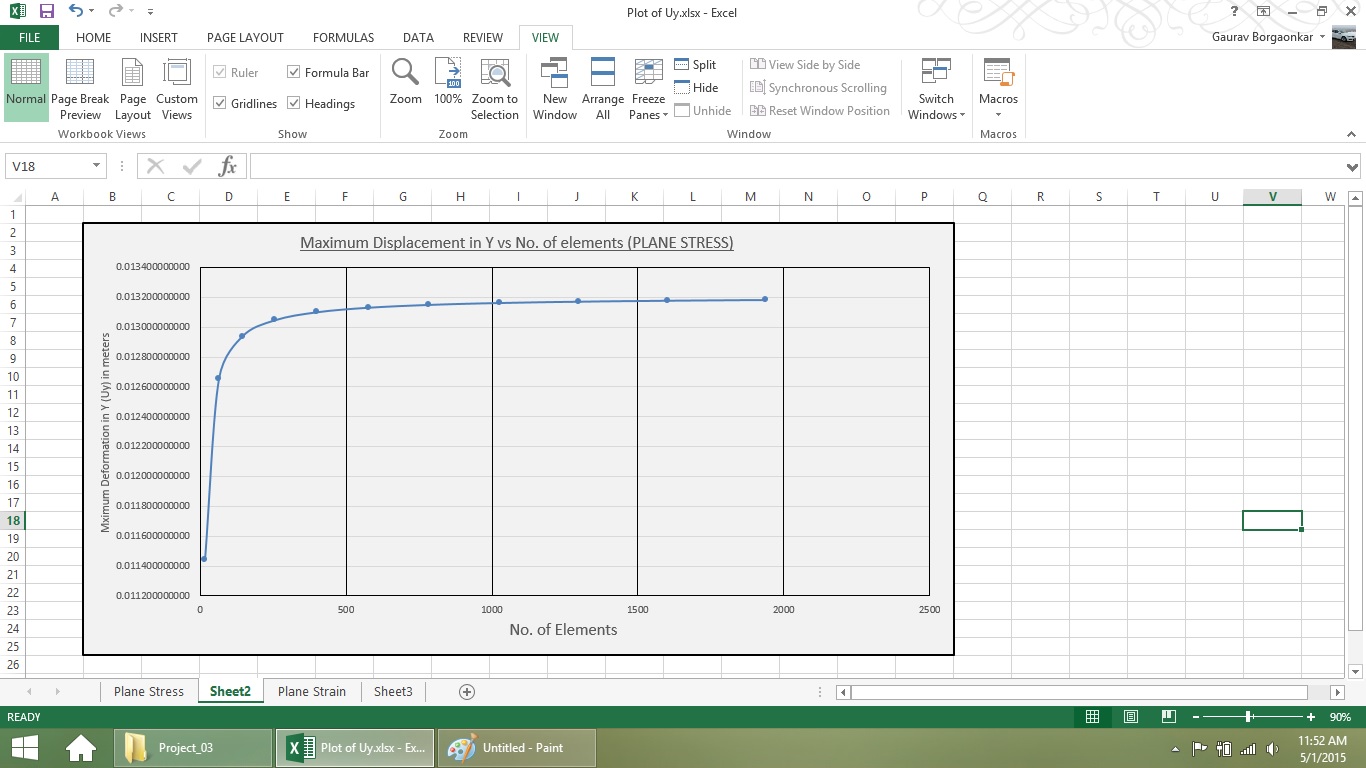 Plot of Uy.xlsx - Excel
?
FILE HOME INSERT PAGE LAYOUT FORMULAS DATA REVIEW VIEW
Gaurav Borgaonkar
Normal
Page Break Preview
Page Layout
Custom Views
Workbook Views
Ruler
Formula Bar
Gridlines
Headings
Show
Zoom
100
100%
Zoom to Selection
Zoom
New Window
Arrange All
Freeze Panes
Split
Hide
Unhide
View Side by Side
Synchronous Scrolling
Reset Window Position
Window
Switch Windows
Macros
Macros
V18
fx
A B C D E F G H I J K L M N O P Q R S T U V W
1
2
3
4
5
6
7
8
9
10
11
12
13
14
15
16
17
18
19
20
21
22
23
24
25
26
Maximum Displacement in Y vs No. of elements (PLANE STRESS)
Mximum Deformation in Y (Uy) in meters
0.013400000000
0.013200000000
0.013000000000
0.012800000000
0.012600000000
0.012400000000
0.012200000000
0.012000000000
0.011800000000
0.011600000000
0.011400000000
0.011200000000
0 500 1000 1500 2000 2500
No. of Elements
Plane Stress Sheet2 Plane Strain Sheet3
READY
90%
Project_03
Plot of Uy.xlsx - Ex...
Untitled - Paint
11:52 AM
5/1/2015